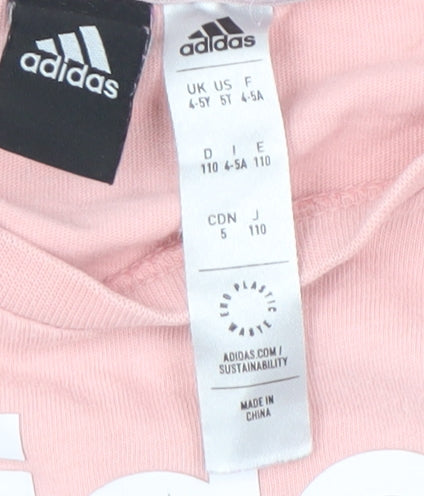 adidas
adidas
UK US F
4-5Y 5T 4-5A
D I E
110 4-5A 110
CDN J
5 110
END PLASTIC WASTE
ADIDAS.COM/
SUSTAINABILITY
MADE IN
CHINA